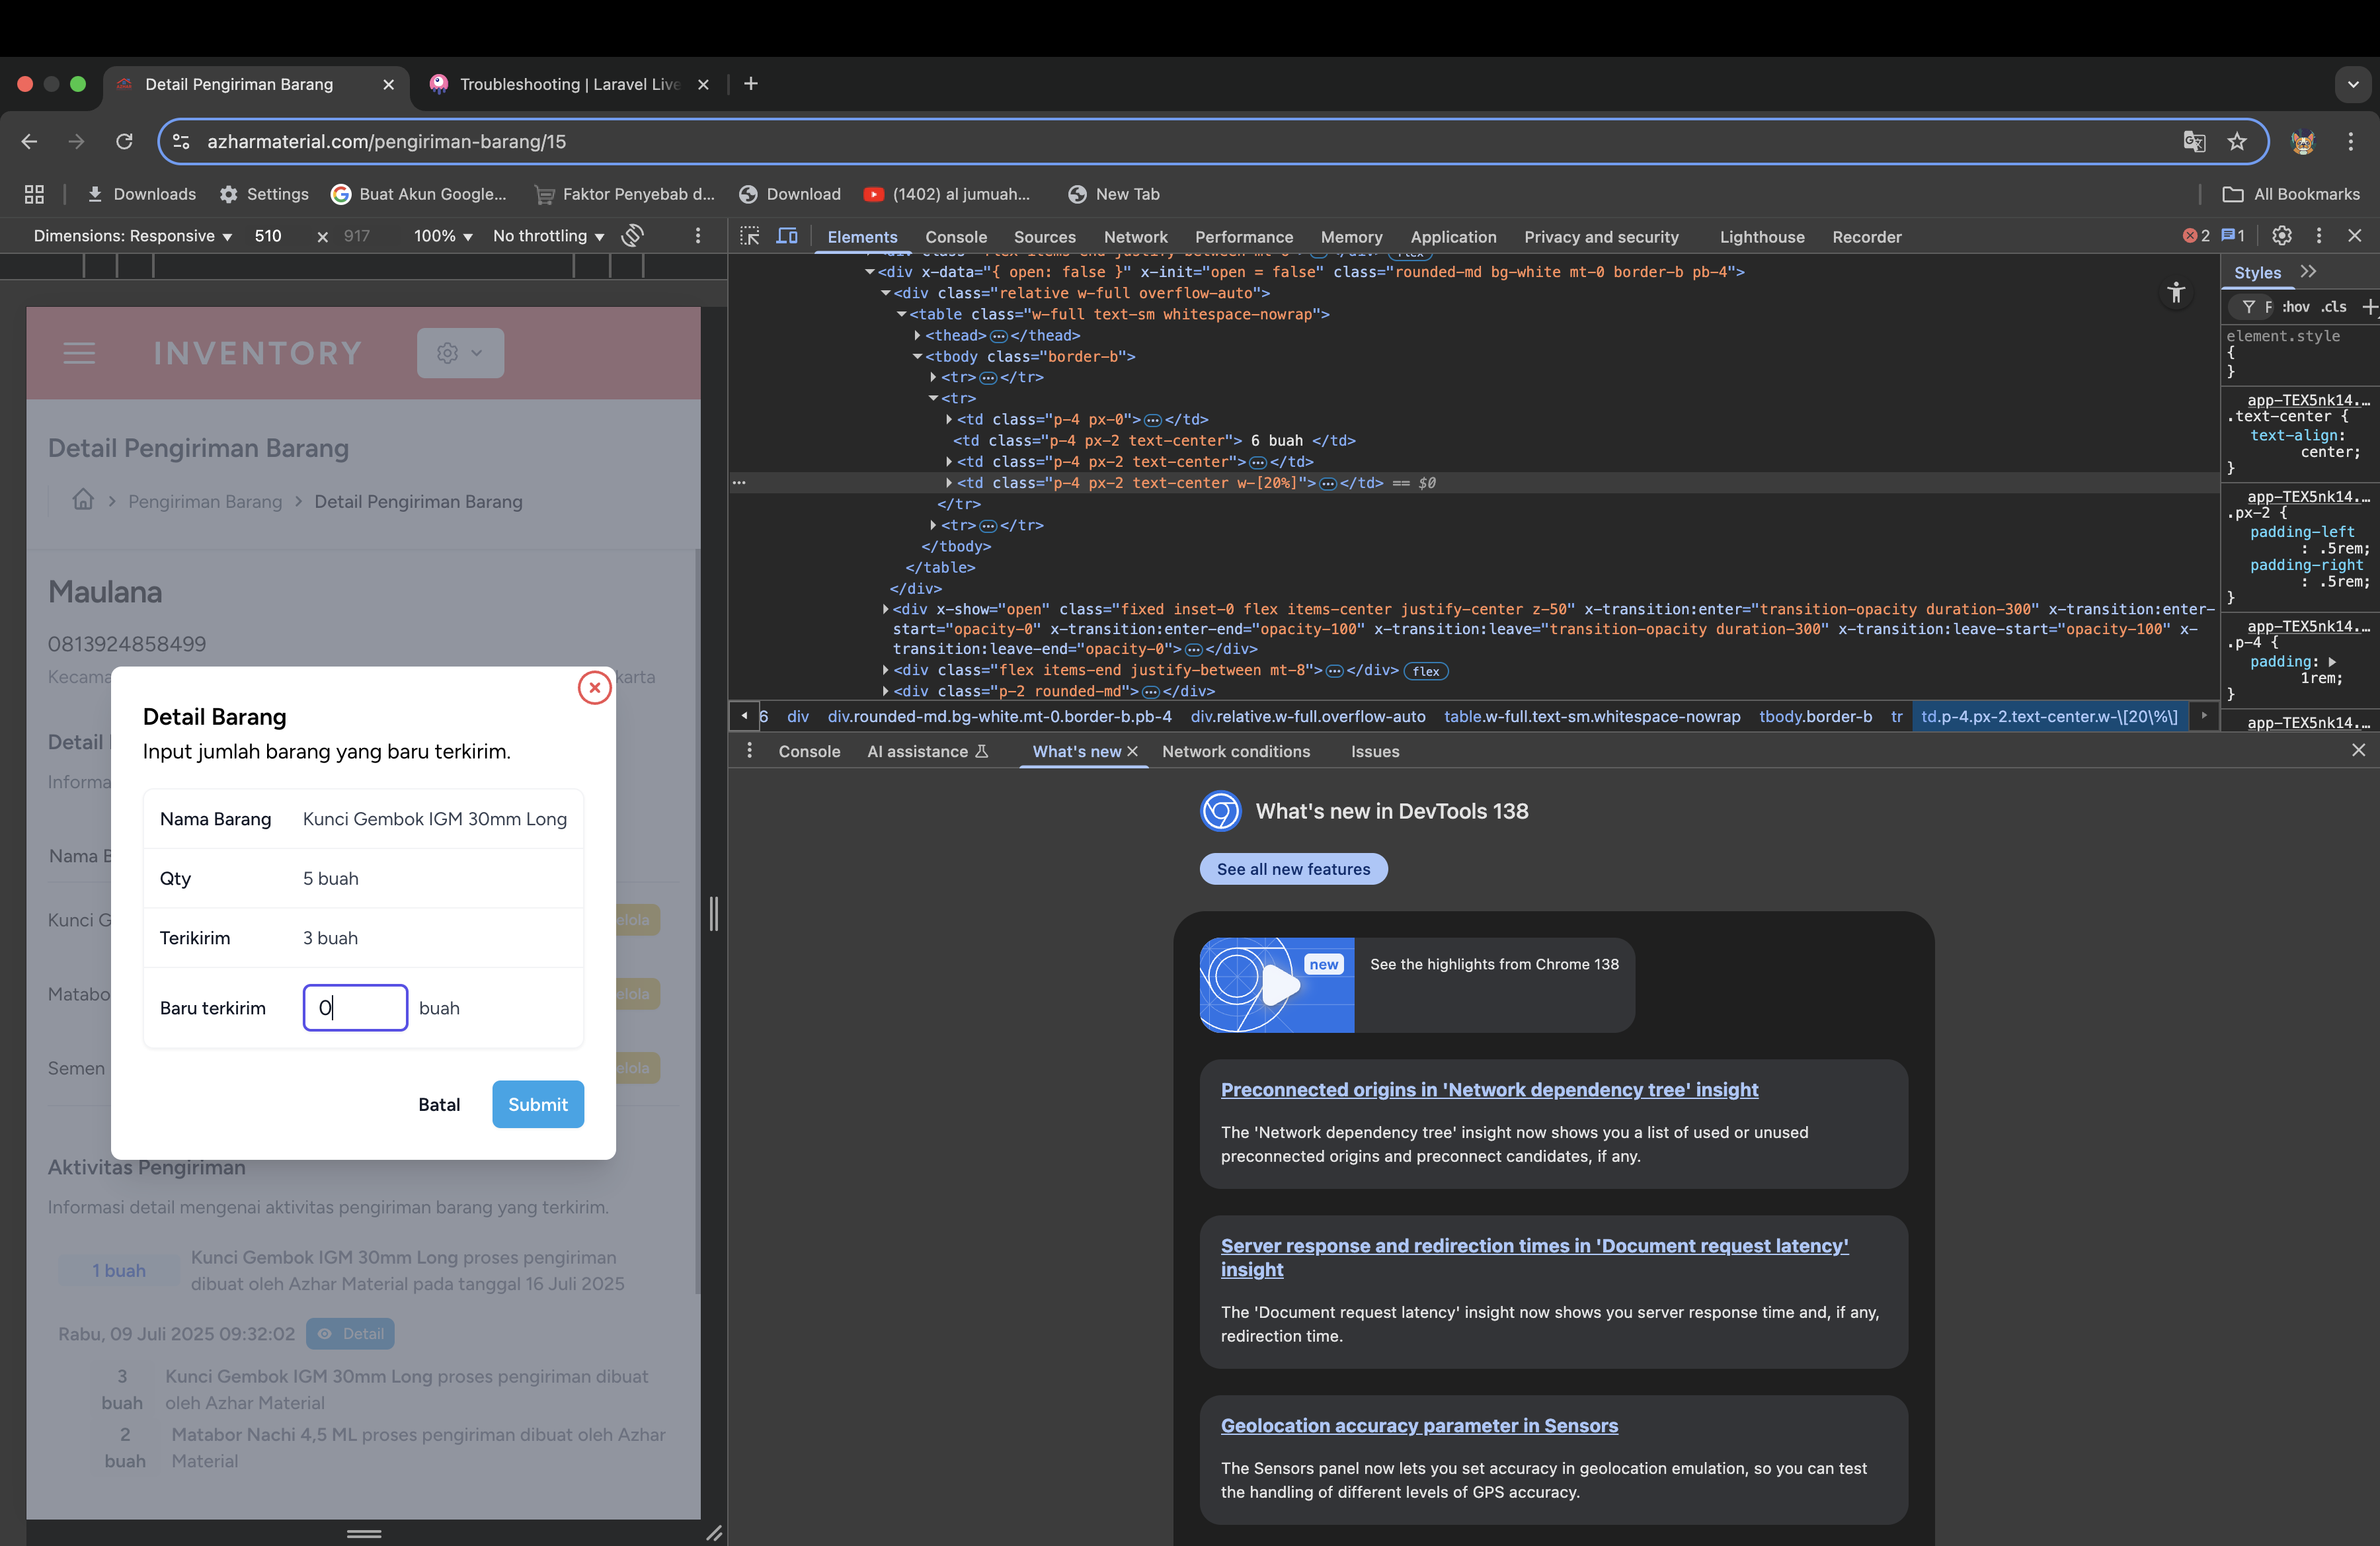 Detail Pengiriman Barang
Troubleshooting | Laravel Live
azharmaterial.com/pengiriman-barang/15
Downloads
Settings
Buat Akun Google...
Faktor Penyebab d...
Download
(1402) al jumuah...
New Tab
All Bookmarks
Dimensions: Responsive
510
×
917
100%
No throttling
Elements
Console
Sources
Network
Performance
Memory
Application
Privacy and security
Lighthouse
Recorder
2
1
INVENTORY
Detail Pengiriman Barang
Pengiriman Barang
Detail Pengiriman Barang
Maulana
0813924858499
Kecama
karta
Detail
Informa
Nama B
Kunci G
elola
Matabo
elola
Semen
elola
Detail Barang
Input jumlah barang yang baru terkirim.
Nama Barang Kunci Gembok IGM 30mm Long
Qty 5 buah
Terikirim 3 buah
Baru terkirim 0 buah
Batal
Submit
Aktivitas Pengiriman
Informasi detail mengenai aktivitas pengiriman barang yang terkirim.
1 buah
Kunci Gembok IGM 30mm Long proses pengiriman
dibuat oleh Azhar Material pada tanggal 16 Juli 2025
Rabu, 09 Juli 2025 09:32:02
Detail
3
buah
Kunci Gembok IGM 30mm Long proses pengiriman dibuat
oleh Azhar Material
2
buah
Matabor Nachi 4,5 ML proses pengiriman dibuat oleh Azhar
Material
<div x-data="{ open: false }" x-init="open = false" class="rounded-md bg-white mt-0 border-b pb-4">
<div class="relative w-full overflow-auto">
<table class="w-full text-sm whitespace-nowrap">
<thead>…</thead>
<tbody class="border-b">
<tr>…</tr>
<tr>
<td class="p-4 px-0">…</td>
<td class="p-4 px-2 text-center"> 6 buah </td>
<td class="p-4 px-2 text-center">…</td>
<td class="p-4 px-2 text-center w-[20%]">…</td> == $0
</tr>
<tr>…</tr>
</tbody>
</table>
</div>
<div x-show="open" class="fixed inset-0 flex items-center justify-center z-50" x-transition:enter="transition-opacity duration-300" x-transition:enter-
start="opacity-0" x-transition:enter-end="opacity-100" x-transition:leave="transition-opacity duration-300" x-transition:leave-start="opacity-100" x-
transition:leave-end="opacity-0">…</div>
<div class="flex items-end justify-between mt-8">…</div> flex
<div class="p-2 rounded-md">…</div>
6 div div.rounded-md.bg-white.mt-0.border-b.pb-4 div.relative.w-full.overflow-auto table.w-full.text-sm.whitespace-nowrap tbody.border-b tr td.p-4.px-2.text-center.w-\[20\%\]
Styles
F :hov .cls
element.style
{
}
app-TEX5nk14.…
.text-center {
text-align:
center;
}
app-TEX5nk14.…
.px-2 {
padding-left
: .5rem;
padding-right
: .5rem;
}
app-TEX5nk14.…
.p-4 {
padding:
1rem;
}
app-TEX5nk14.…
Console
AI assistance
What's new
Network conditions
Issues
What's new in DevTools 138
See all new features
new
See the highlights from Chrome 138
Preconnected origins in 'Network dependency tree' insight
The 'Network dependency tree' insight now shows you a list of used or unused
preconnected origins and preconnect candidates, if any.
Server response and redirection times in 'Document request latency'
insight
The 'Document request latency' insight now shows you server response time and, if any,
redirection time.
Geolocation accuracy parameter in Sensors
The Sensors panel now lets you set accuracy in geolocation emulation, so you can test
the handling of different levels of GPS accuracy.